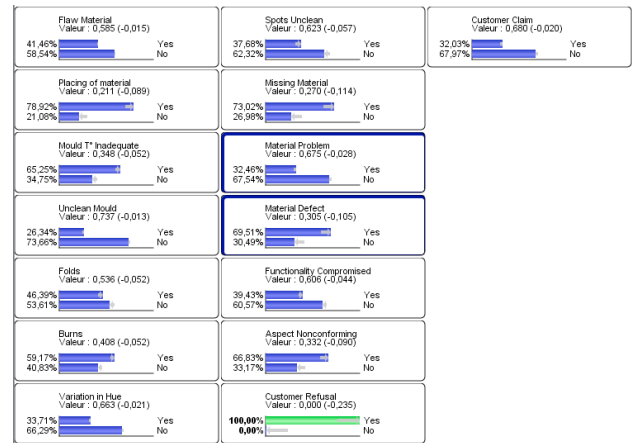 Flaw Material
Valeur : 0,585 (-0,015)
41,46% Yes
58,54% No
Spots Unclean
Valeur : 0,623 (-0,057)
37,68% Yes
62,32% No
Customer Claim
Valeur : 0,680 (-0,020)
32,03% Yes
67,97% No
Placing of material
Valeur : 0,211 (-0,089)
78,92% Yes
21,08% No
Missing Material
Valeur : 0,270 (-0,114)
73,02% Yes
26,98% No
Mould T° Inadequate
Valeur : 0,348 (-0,052)
65,25% Yes
34,75% No
Material Problem
Valeur : 0,675 (-0,028)
32,46% Yes
67,54% No
Unclean Mould
Valeur : 0,737 (-0,013)
26,34% Yes
73,66% No
Material Defect
Valeur : 0,305 (-0,105)
69,51% Yes
30,49% No
Folds
Valeur : 0,536 (-0,052)
46,39% Yes
53,61% No
Functionality Compromised
Valeur : 0,606 (-0,044)
39,43% Yes
60,57% No
Burns
Valeur : 0,408 (-0,052)
59,17% Yes
40,83% No
Aspect Nonconforming
Valeur : 0,332 (-0,090)
66,83% Yes
33,17% No
Variation in Hue
Valeur : 0,663 (-0,021)
33,71% Yes
66,29% No
Customer Refusal
Valeur : 0,000 (-0,235)
100,00% Yes
0,00% No